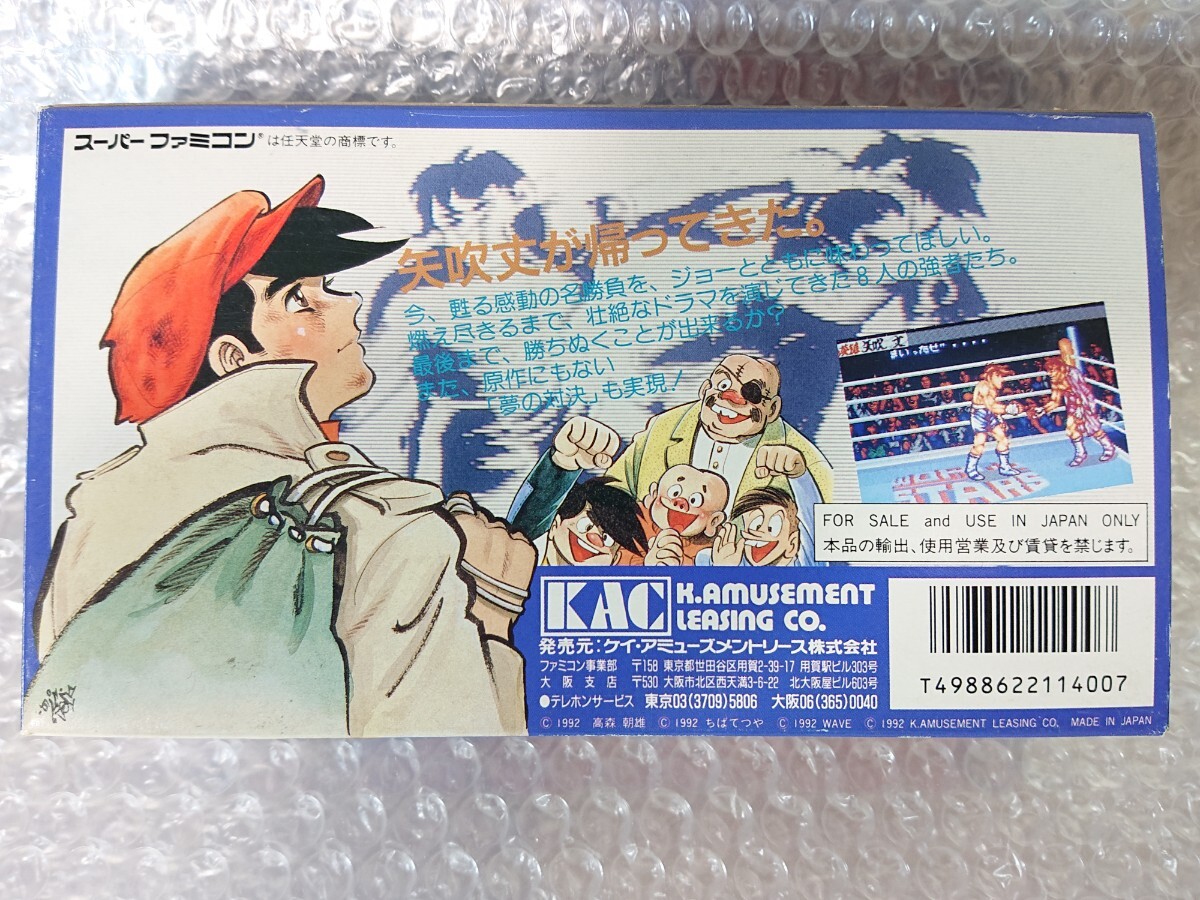 スーパーファミコン®は任天堂の商標です。
矢吹丈が帰ってきた。
今、甦る感動の名勝負を、ジョーとともに味わってほしい。
燃え尽きるまで、壮絶なドラマを演じてきた8人の強者たち。
最後まで、勝ちぬくことが出来るか?
また、原作にもない
「夢の対決」も実現!
矢吹 丈
まいったぜ・・・・
STARS
FOR SALE and USE IN JAPAN ONLY
本品の輸出、使用営業及び賃貸を禁じます。
KAC K.AMUSEMENT LEASING CO.
発売元:ケイ・アミューズメントリース株式会社
ファミコン事業部 〒158 東京都世田谷区用賀2-39-17 用賀駅ビル303号
大阪支店 〒530 大阪市北区西天満3-6-22 北大阪屋ビル603号
●テレホンサービス 東京03(3709)5806 大阪06(365)0040
T4988622114007
© 1992 高森 朝雄 © 1992 ちばてつや © 1992 WAVE © 1992 K.AMUSEMENT LEASING CO. MADE IN JAPAN